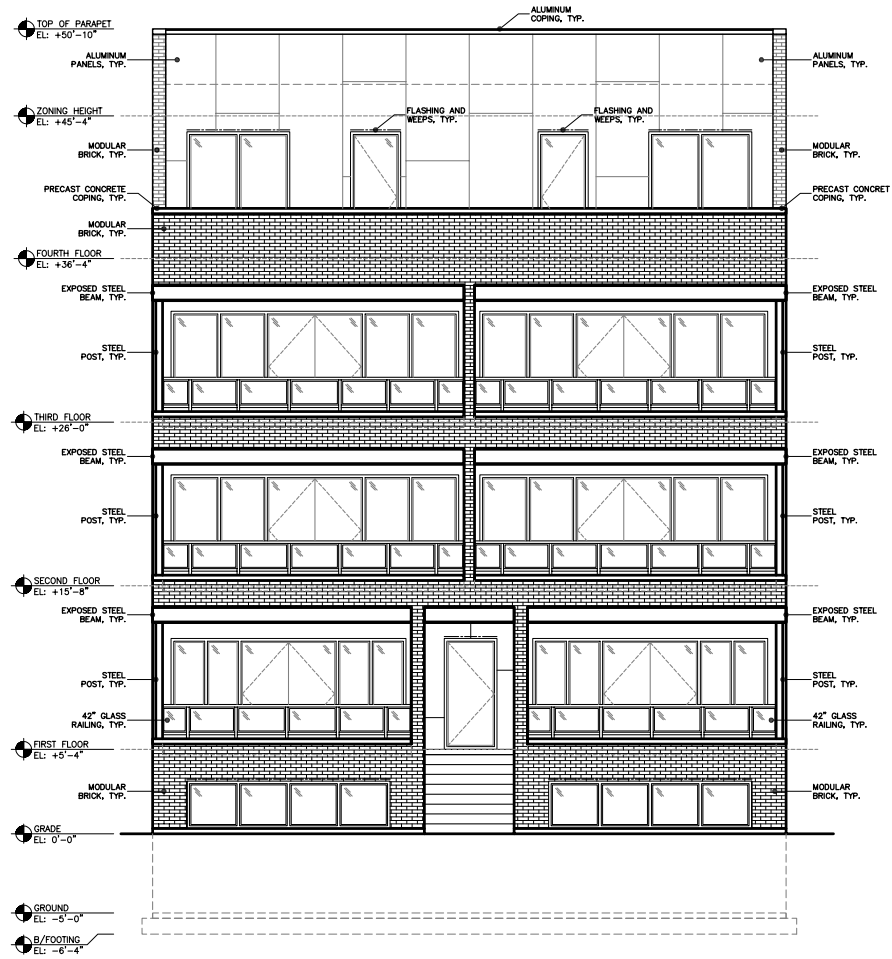 ALUMINUM
COPING, TYP.
TOP OF PARAPET
EL: +50'-10"
ALUMINUM
PANELS, TYP.
ALUMINUM
PANELS, TYP.
ZONING HEIGHT
EL: +45'-4"
FLASHING AND
WEEPS, TYP.
FLASHING AND
WEEPS, TYP.
MODULAR
BRICK, TYP.
MODULAR
BRICK, TYP.
PRECAST CONCRETE
COPING, TYP.
PRECAST CONCRET
COPING, TYP.
MODULAR
BRICK, TYP.
FOURTH FLOOR
EL: +36'-4"
EXPOSED STEEL
BEAM, TYP.
EXPOSED STEEL
BEAM, TYP.
STEEL
POST, TYP.
STEEL
POST, TYP.
THIRD FLOOR
EL: +26'-0"
EXPOSED STEEL
BEAM, TYP.
EXPOSED STEEL
BEAM, TYP.
STEEL
POST, TYP.
STEEL
POST, TYP.
SECOND FLOOR
EL: +15'-8"
EXPOSED STEEL
BEAM, TYP.
EXPOSED STEEL
BEAM, TYP.
STEEL
POST, TYP.
STEEL
POST, TYP.
42" GLASS
RAILING, TYP.
42" GLASS
RAILING, TYP.
FIRST FLOOR
EL: +5'-4"
MODULAR
BRICK, TYP.
MODULAR
BRICK, TYP.
GRADE
EL: 0'-0"
GROUND
EL: -5'-0"
B/FOOTING
EL: -6'-4"